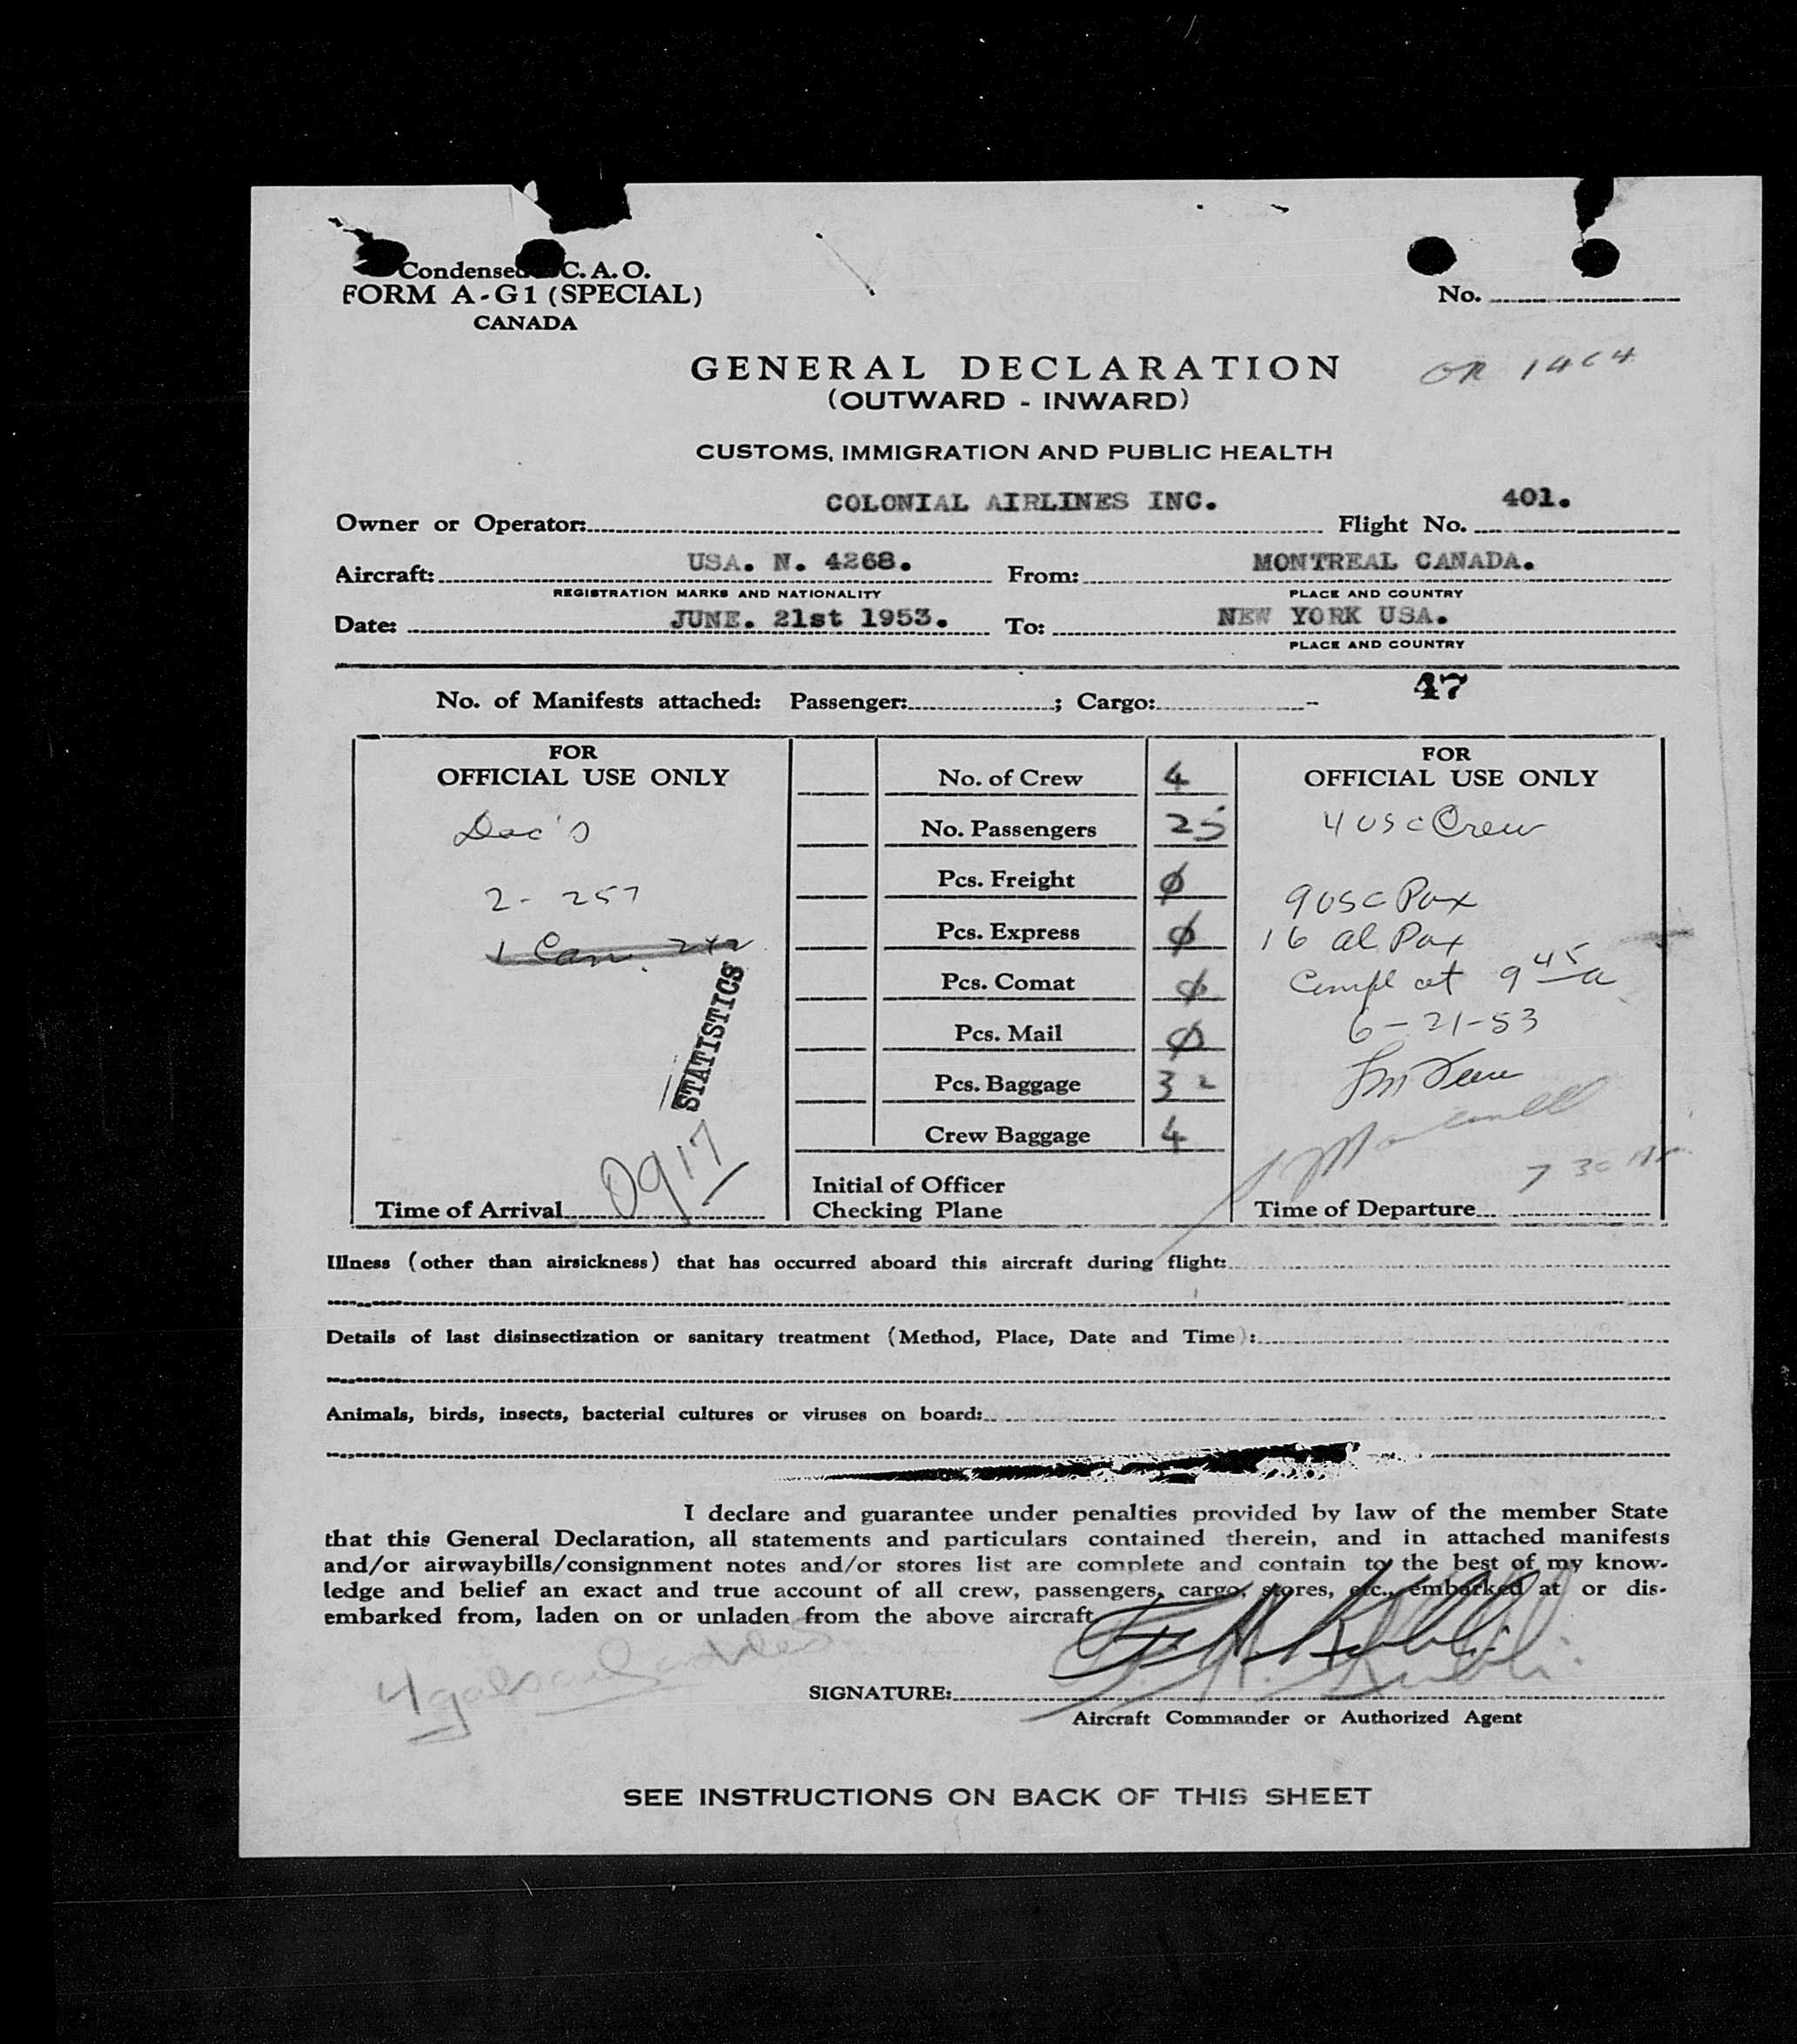 Condensed C. A. O.
FORM A-G1 (SPECIAL)
CANADA
No.
GENERAL DECLARATION
(OUTWARD - INWARD)
CUSTOMS, IMMIGRATION AND PUBLIC HEALTH
Owner or Operator: COLONIAL AIRLINES INC. Flight No. 401.
Aircraft: USA. N. 4268. From: MONTREAL CANADA.
REGISTRATION MARKS AND NATIONALITY PLACE AND COUNTRY
Date: JUNE. 21st 1953. To: NEW YORK USA.
PLACE AND COUNTRY
47
No. of Manifests attached: Passenger: ; Cargo:
FOR
OFFICIAL USE ONLY
Doc's
2 - 257
1 Can.
STATISTICS
Time of Arrival 0917
No. of Crew 4
No. Passengers 25
Pcs. Freight ϕ
Pcs. Express ϕ
Pcs. Comat ϕ
Pcs. Mail ϕ
Pcs. Baggage 32
Crew Baggage 4
Initial of Officer
Checking Plane
FOR
OFFICIAL USE ONLY
4 USC Crew
9 USC Pax
16 al Pax
Compl at 9 45 a
6-21-53
Time of Departure 7 30
Illness (other than airsickness) that has occurred aboard this aircraft during flight:
Details of last disinsectization or sanitary treatment (Method, Place, Date and Time):
Animals, birds, insects, bacterial cultures or viruses on board:
I declare and guarantee under penalties provided by law of the member State
that this General Declaration, all statements and particulars contained therein, and in attached manifests
and/or airwaybills/consignment notes and/or stores list are complete and contain to the best of my know-
ledge and belief an exact and true account of all crew, passengers, cargo, stores, etc., embarked at or dis-
embarked from, laden on or unladen from the above aircraft
SIGNATURE:
Aircraft Commander or Authorized Agent
SEE INSTRUCTIONS ON BACK OF THIS SHEET